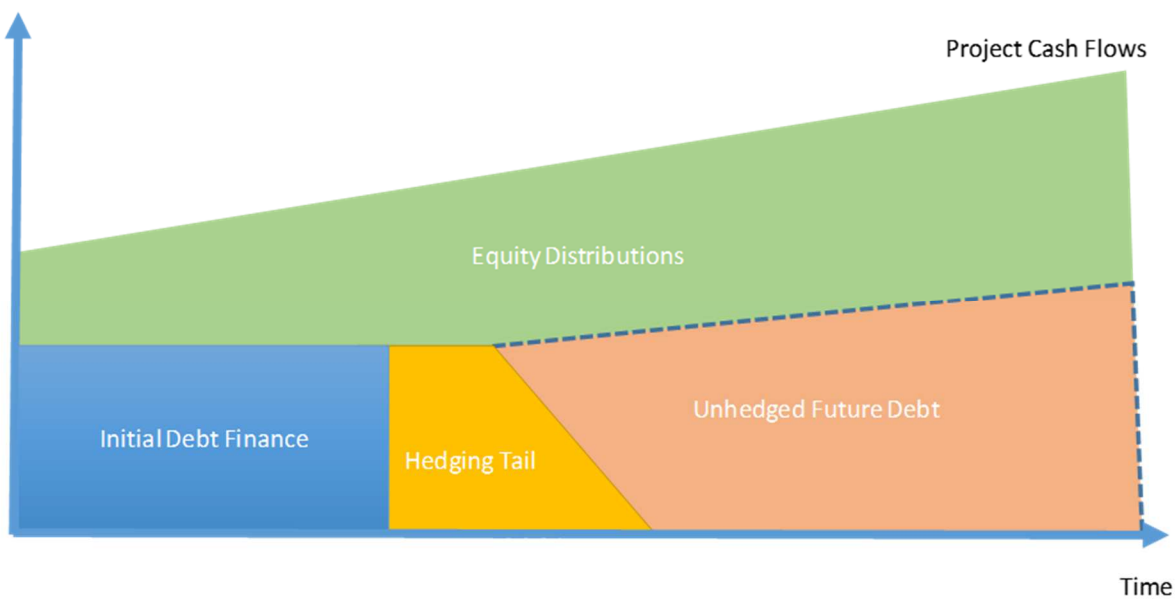 Project Cash Flows
Equity Distributions
Unhedged Future Debt
Initial Debt Finance
Hedging Tail
Time